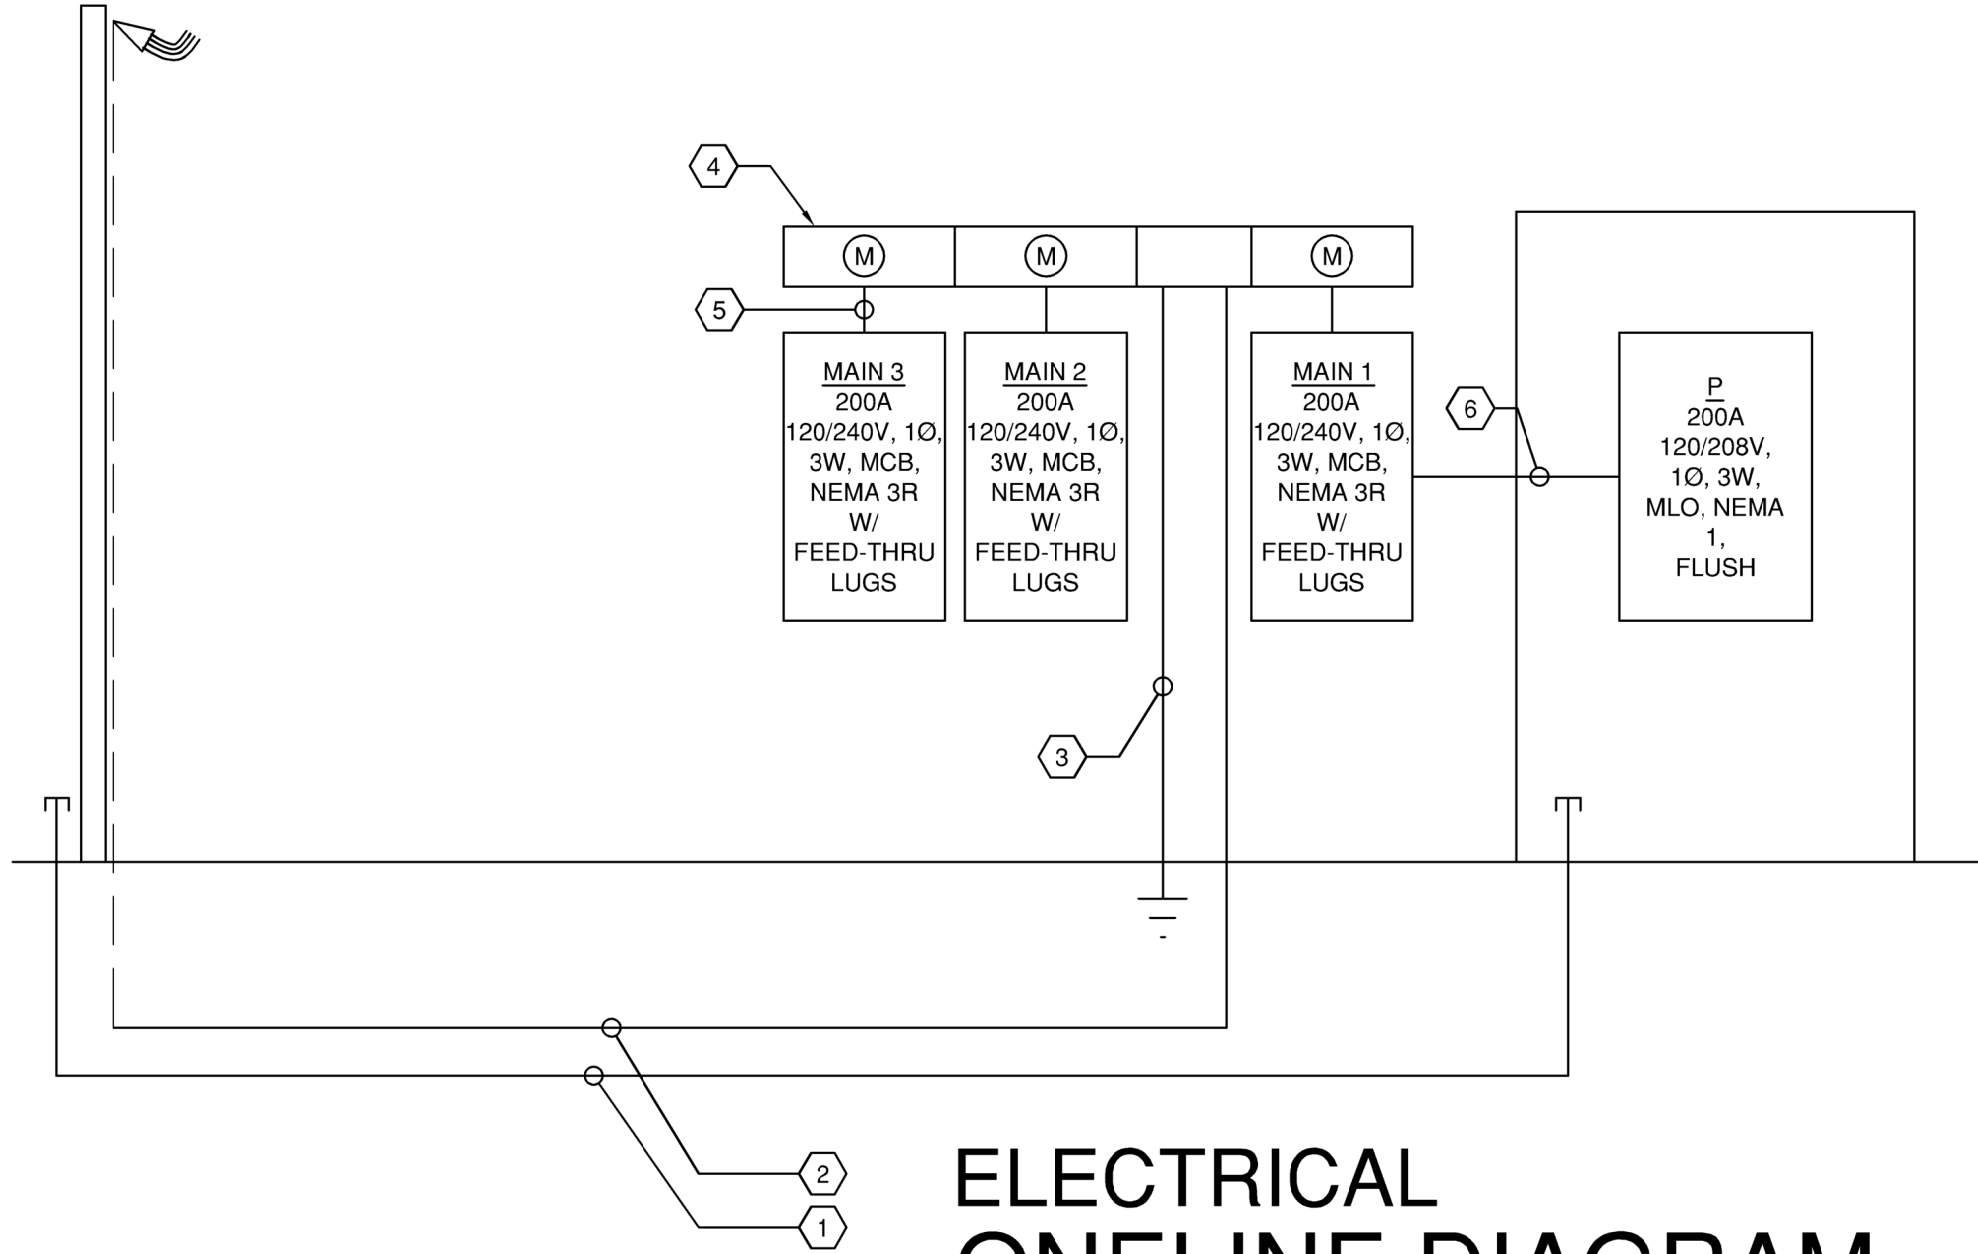 4
M
M
M
5
MAIN 3
200A
120/240V, 1Ø,
3W, MCB,
NEMA 3R
W/
FEED-THRU
LUGS
MAIN 2
200A
120/240V, 1Ø,
3W, MCB,
NEMA 3R
W/
FEED-THRU
LUGS
MAIN 1
200A
120/240V, 1Ø,
3W, MCB,
NEMA 3R
W/
FEED-THRU
LUGS
6
P
200A
120/208V,
1Ø, 3W,
MLO, NEMA
1,
FLUSH
3
2
1
ELECTRICAL
ONELINE DIAGRAM